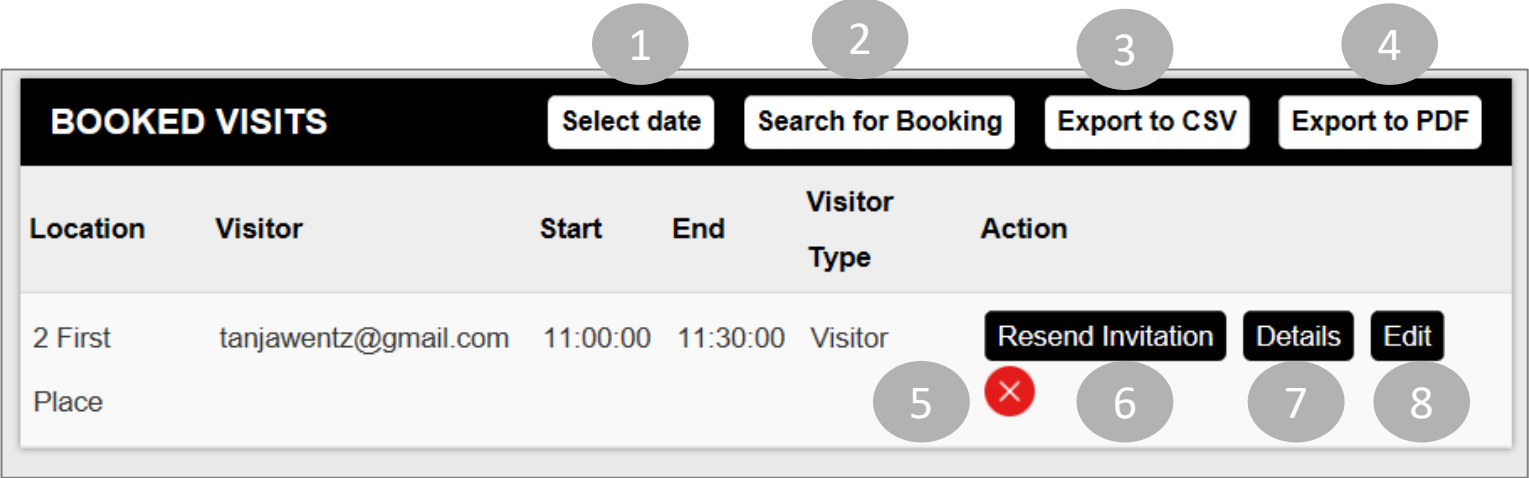 1 2 3 4
BOOKED VISITS Select date Search for Booking Export to CSV Export to PDF
Location Visitor Start End Visitor Type Action
2 First Place tanjawentz@gmail.com 11:00:00 11:30:00 Visitor Resend Invitation Details Edit
5 6 7 8